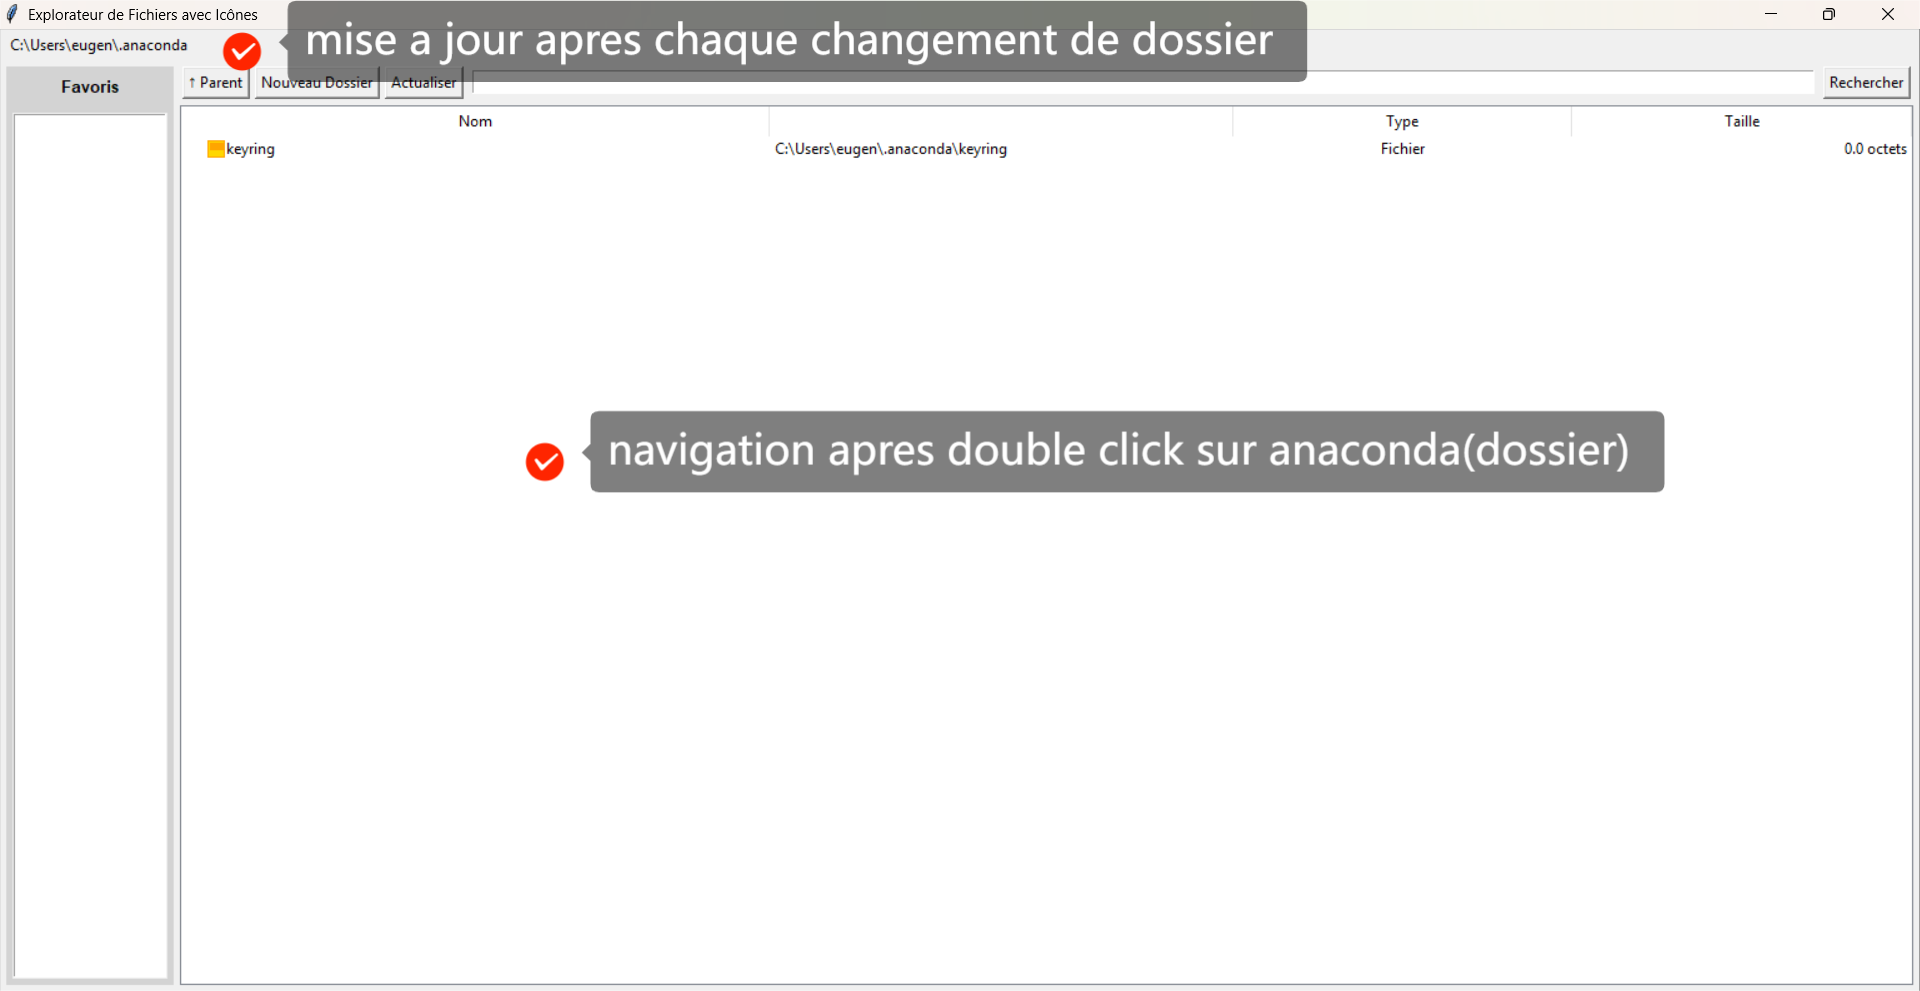 Explorateur de Fichiers avec Icônes
mise a jour apres chaque changement de dossier
C:\Users\eugen\.anaconda
Favoris
↑ Parent Nouveau Dossier Actualiser Rechercher
Nom Type Taille
keyring C:\Users\eugen\.anaconda\keyring Fichier 0.0 octets
navigation apres double click sur anaconda(dossier)